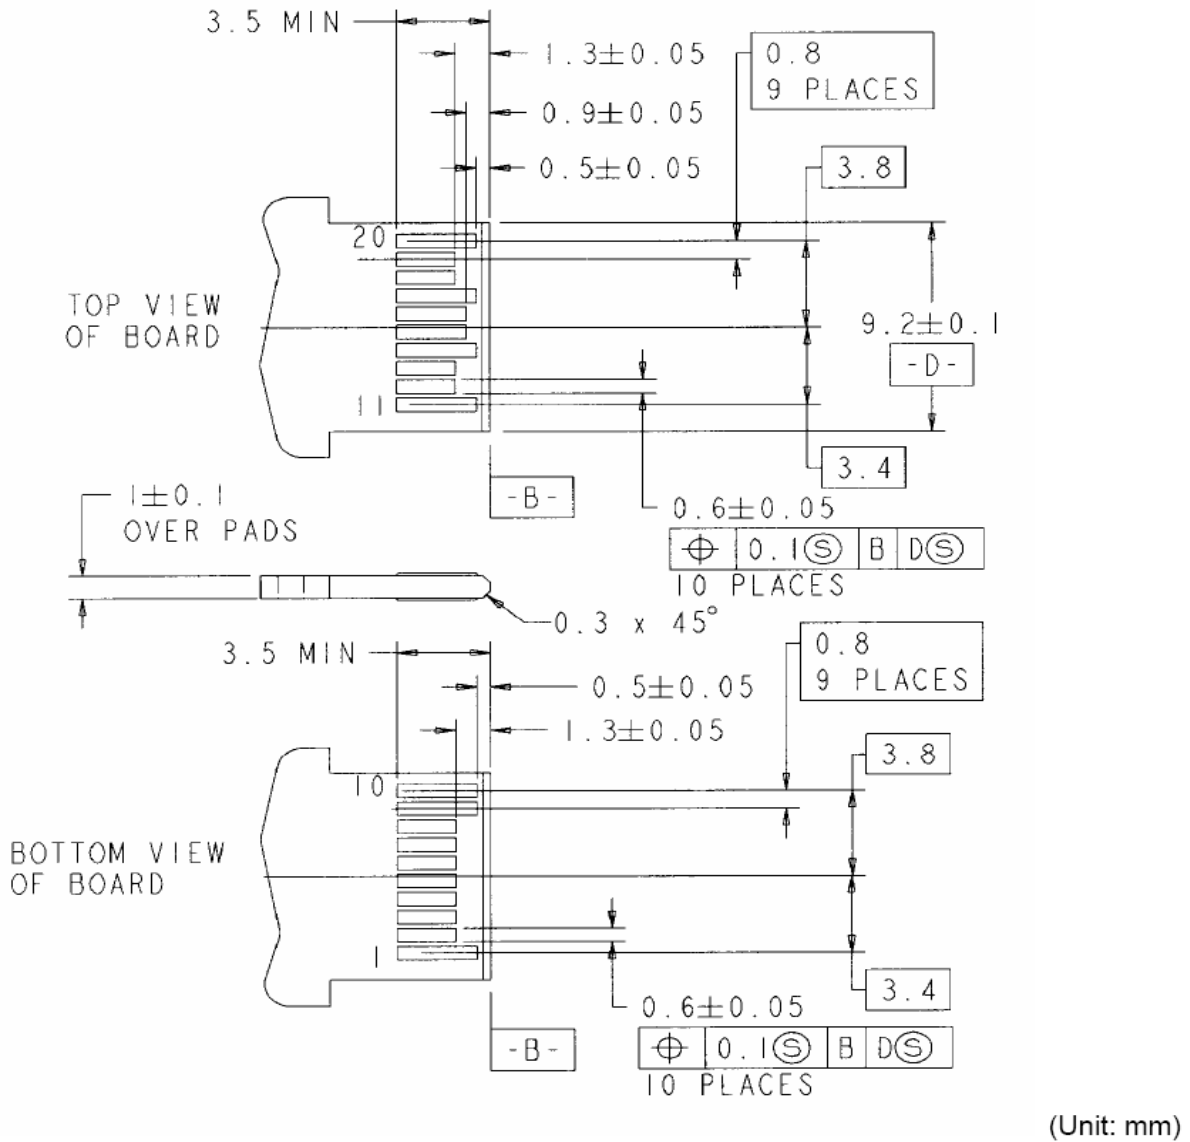 3.5 MIN
1.3±0.05
0.8
9 PLACES
0.9±0.05
0.5±0.05
3.8
20
TOP VIEW
OF BOARD
9.2±0.1
-D-
11
3.4
-B-
1±0.1
OVER PADS
0.6±0.05
⌖ 0.1Ⓢ B DⓈ
10 PLACES
0.3 x 45°
3.5 MIN
0.8
9 PLACES
0.5±0.05
1.3±0.05
3.8
10
BOTTOM VIEW
OF BOARD
1
3.4
0.6±0.05
-B-
⌖ 0.1Ⓢ B DⓈ
10 PLACES
(Unit: mm)